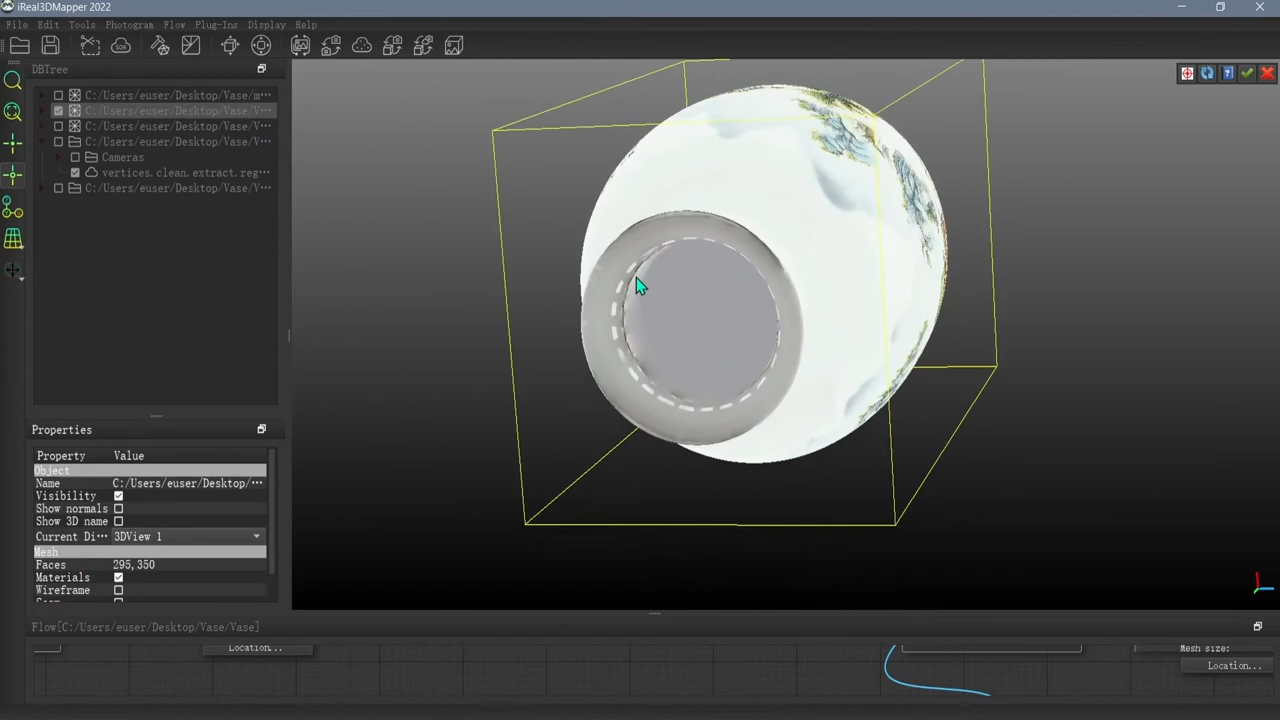 iReal3DMapper 2022
File Edit Tools Photogram Flow Plug-Ins Display Help
DBTree
C:/Users/euser/Desktop/Vase/m···
C:/Users/euser/Desktop/Vase/V···
C:/Users/euser/Desktop/Vase/V···
C:/Users/euser/Desktop/Vase/V···
Cameras
vertices.clean.extract.reg···
C:/Users/euser/Desktop/Vase/V···
Properties
Property Value
Object
Name C:/Users/euser/Desktop/···
Visibility
Show normals
Show 3D name
Current Di··· 3DView 1
Mesh
Faces 295,350
Materials
Wireframe
Flow[C:/Users/euser/Desktop/Vase/Vase]
Location...
Mesh size:
Location...